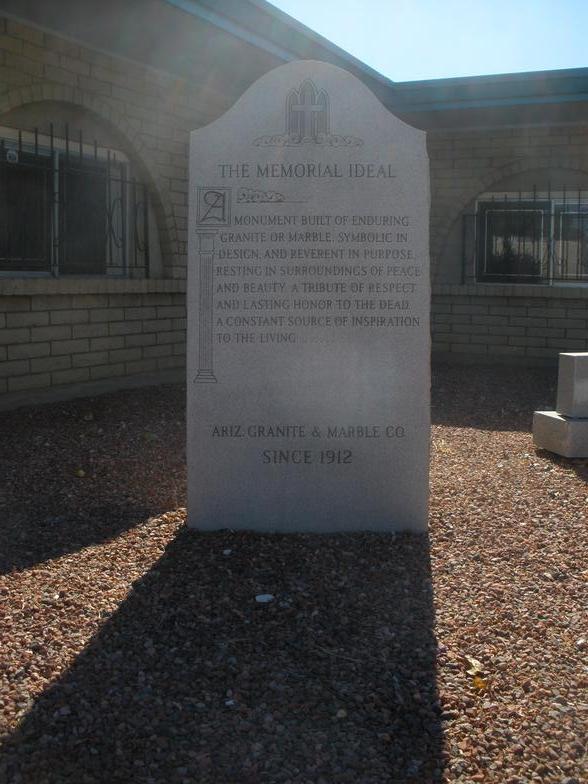 THE MEMORIAL IDEAL
A MONUMENT BUILT OF ENDURING
GRANITE OR MARBLE, SYMBOLIC IN
DESIGN, AND REVERENT IN PURPOSE,
RESTING IN SURROUNDINGS OF PEACE
AND BEAUTY. A TRIBUTE OF RESPECT
AND LASTING HONOR TO THE DEAD.
A CONSTANT SOURCE OF INSPIRATION
TO THE LIVING . . . . . . .
ARIZ. GRANITE & MARBLE CO.
SINCE 1912